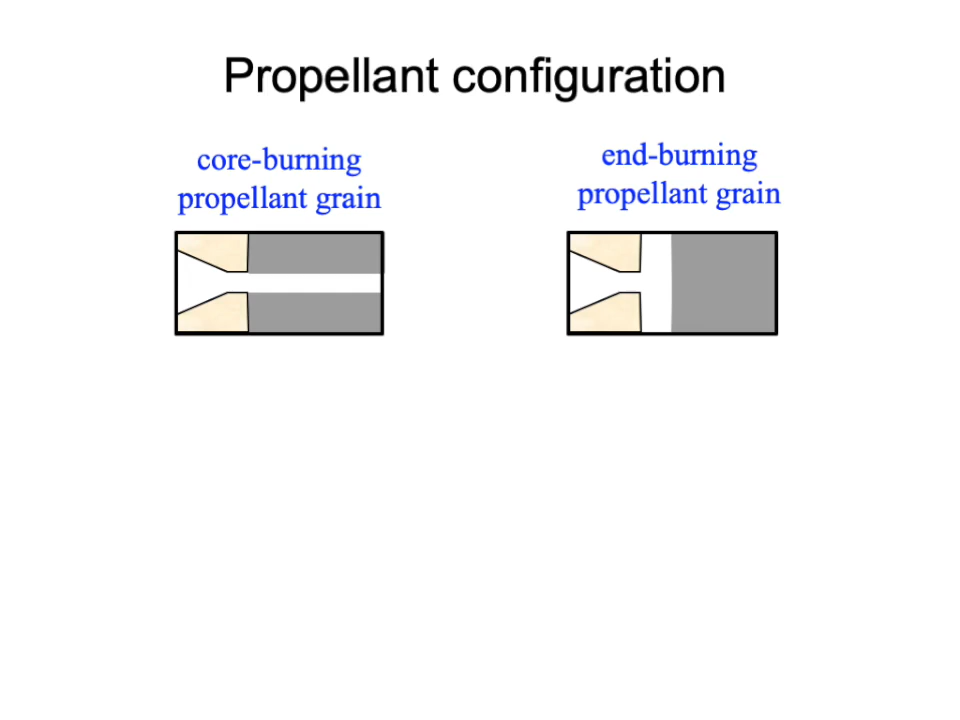 Propellant configuration
core-burning
propellant grain
end-burning
propellant grain